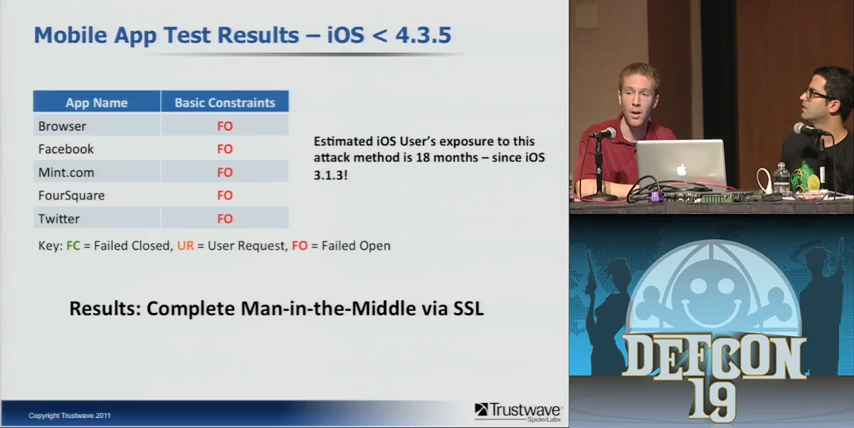 Mobile App Test Results – iOS < 4.3.5
App Name Basic Constraints
Browser FO
Facebook FO
Mint.com FO
FourSquare FO
Twitter FO
Estimated iOS User's exposure to this
attack method is 18 months – since iOS
3.1.3!
Key: FC = Failed Closed, UR = User Request, FO = Failed Open
Results: Complete Man-in-the-Middle via SSL
Copyright Trustwave 2011
Trustwave®
SpiderLabs
DEFCON
19